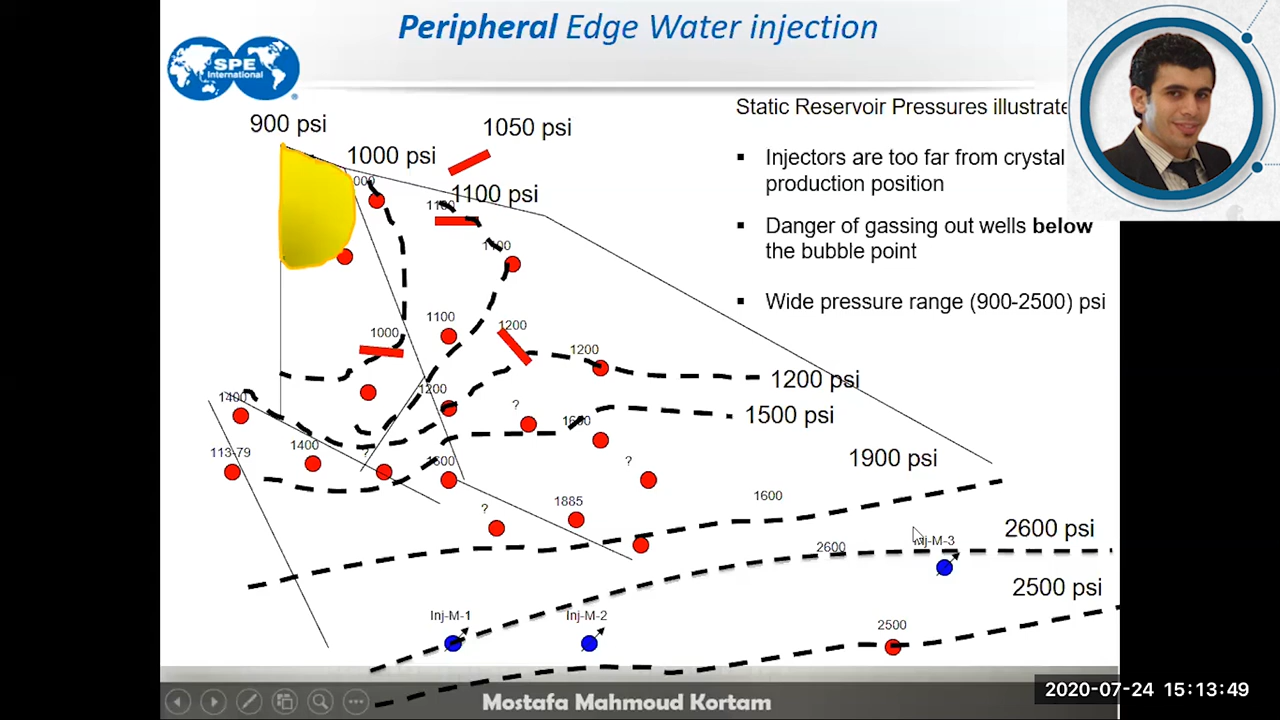 Peripheral Edge Water injection
SPE
International
Static Reservoir Pressures illustrate
Injectors are too far from crystal
production position
Danger of gassing out wells below
the bubble point
Wide pressure range (900-2500) psi
900 psi
1050 psi
1000 psi
1100 psi
1100
1000
1100
1200
1200
1200 psi
1400
1200
?
1500 psi
113-79
1400
?
?
1900 psi
1885
1600
?
2600
Inj-M-3
2600 psi
2500 psi
Inj-M-1
Inj-M-2
2500
Mostafa Mahmoud Kortam
2020-07-24 15:13:49